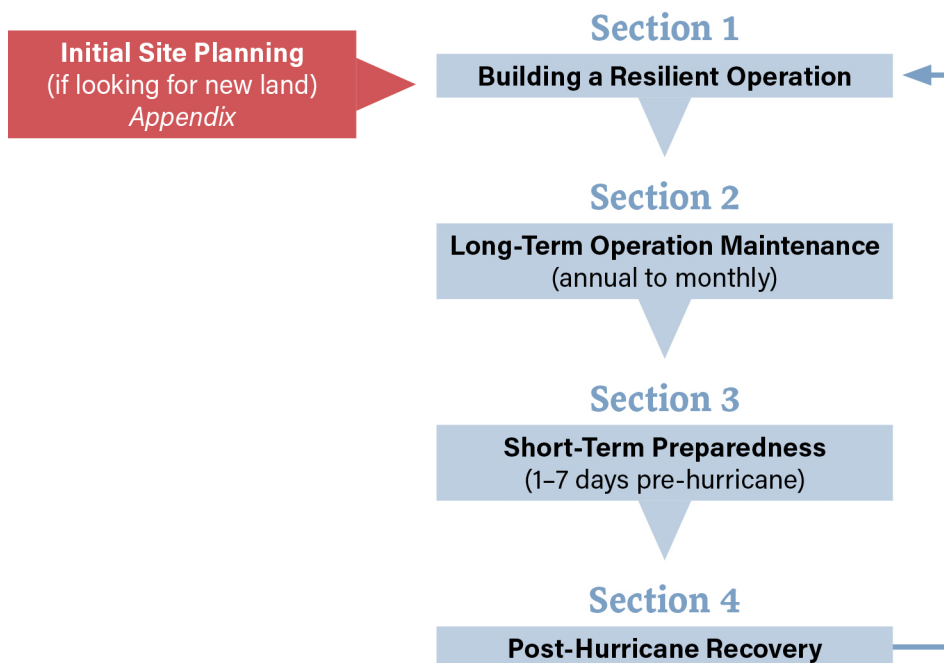 Initial Site Planning
(if looking for new land)
Appendix
Section 1
Building a Resilient Operation
Section 2
Long-Term Operation Maintenance
(annual to monthly)
Section 3
Short-Term Preparedness
(1–7 days pre-hurricane)
Section 4
Post-Hurricane Recovery